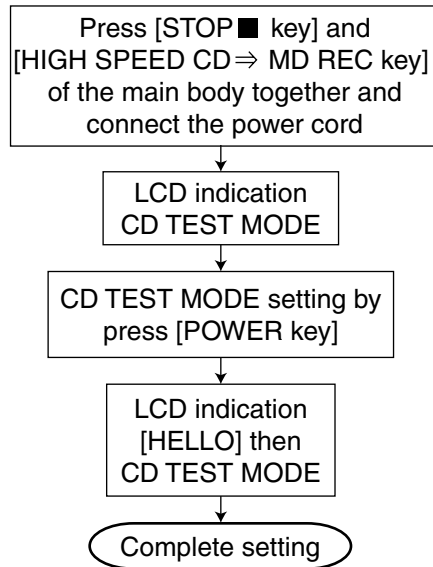 Press [STOP■ key] and
[HIGH SPEED CD⇒ MD REC key]
of the main body together and
connect the power cord
LCD indication
CD TEST MODE
CD TEST MODE setting by
press [POWER key]
LCD indication
[HELLO] then
CD TEST MODE
Complete setting